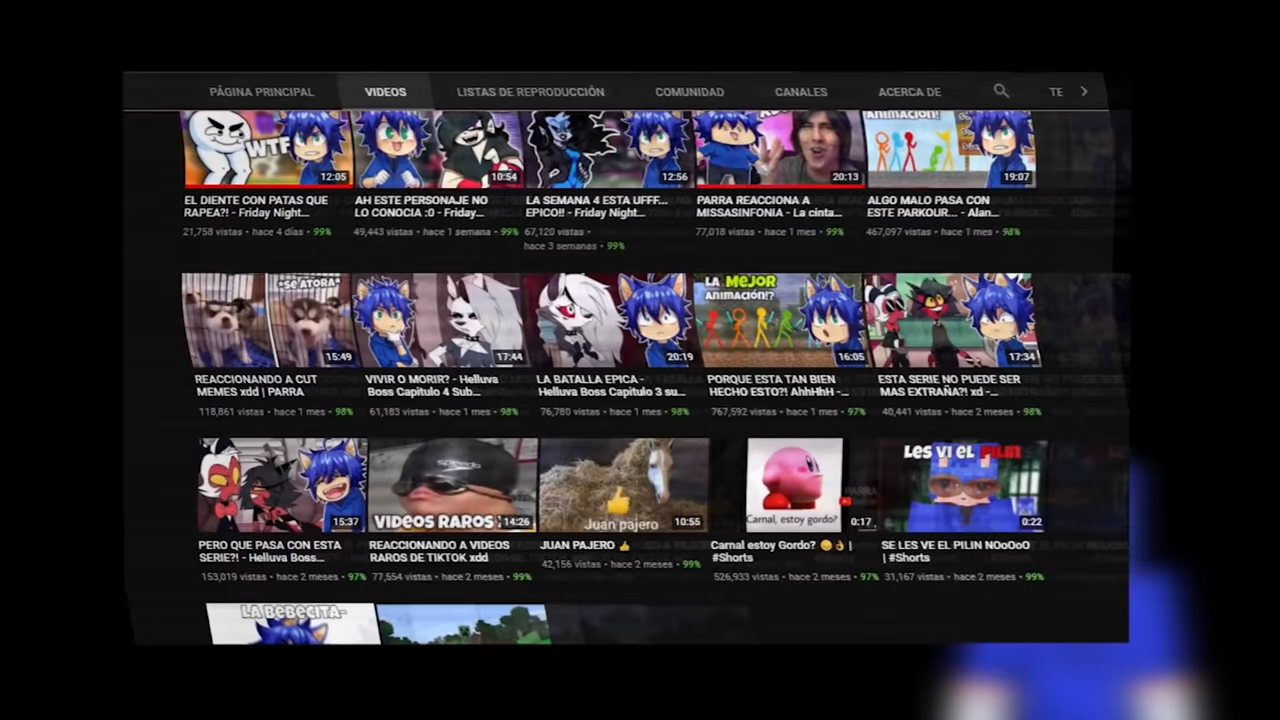 PÁGINA PRINCIPAL VIDEOS LISTAS DE REPRODUCCIÓN COMUNIDAD CANALES ACERCA DE TE
WTF
ANIMACIÓN!
12:05 10:54 12:56 20:13 19:07
EL DIENTE CON PATAS QUE
RAPEA?! - Friday Night...
21,758 vistas • hace 4 días • 99%
AH ESTE PERSONAJE NO
LO CONOCIA :0 - Friday...
49,443 vistas • hace 1 semana • 99%
LA SEMANA 4 ESTA UFFF...
EPICO!! - Friday Night...
67,120 vistas •
hace 3 semanas • 99%
PARRA REACCIONA A
MISSASINFONIA - La cinta...
77,018 vistas • hace 1 mes • 99%
ALGO MALO PASA CON
ESTE PARKOUR... - Alan...
467,097 vistas • hace 1 mes • 98%
*SE ATORA*
LA MEJOR
ANIMACIÓN!?
15:49 17:44 20:19 16:05 17:34
REACCIONANDO A CUT
MEMES xdd | PARRA
118,861 vistas • hace 1 mes • 98%
VIVIR O MORIR? - Helluva
Boss Capitulo 4 Sub...
61,183 vistas • hace 1 mes • 98%
LA BATALLA EPICA -
Helluva Boss Capitulo 3 su...
76,780 vistas • hace 1 mes • 98%
PORQUE ESTA TAN BIEN
HECHO ESTO?! AhhHhH -...
767,592 vistas • hace 1 mes • 97%
ESTA SERIE NO PUEDE SER
MAS EXTRAÑA?! xd -...
40,441 vistas • hace 2 meses • 98%
VIDEOS RAROS
Juan pajero
Carnal, estoy gordo?
PARRA
LES VI EL PILIN
15:37 14:26 10:55 0:17 0:22
PERO QUE PASA CON ESTA
SERIE?! - Helluva Boss...
153,019 vistas • hace 2 meses • 97%
REACCIONANDO A VIDEOS
RAROS DE TIKTOK xdd
77,554 vistas • hace 2 meses • 99%
JUAN PAJERO 👍
42,156 vistas • hace 2 meses • 99%
Carnal estoy Gordo? 😔👌 |
#Shorts
526,933 vistas • hace 2 meses • 97%
SE LES VE EL PILIN NOoOoO
| #Shorts
31,167 vistas • hace 2 meses • 99%
LA BEBECITA-